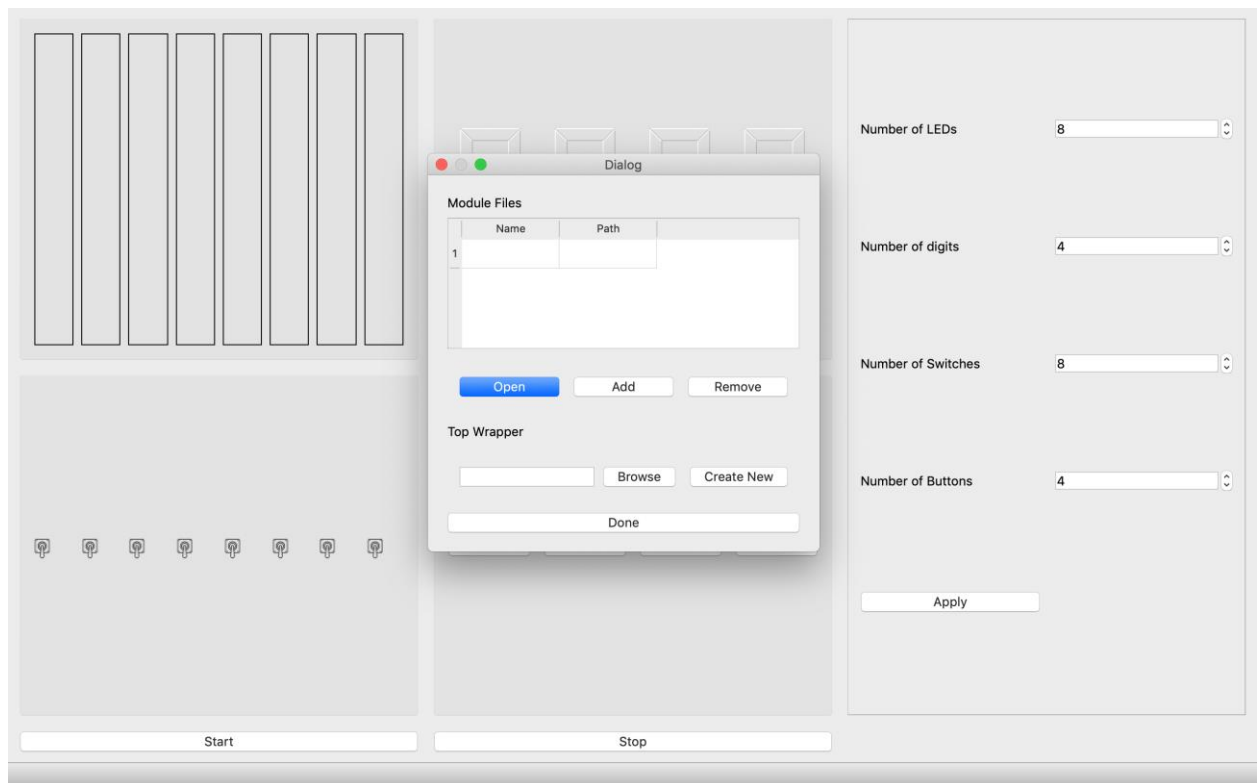 Dialog
Module Files
Name Path
1
Open Add Remove
Top Wrapper
Browse Create New
Done
Number of LEDs 8
Number of digits 4
Number of Switches 8
Number of Buttons 4
Apply
Start Stop